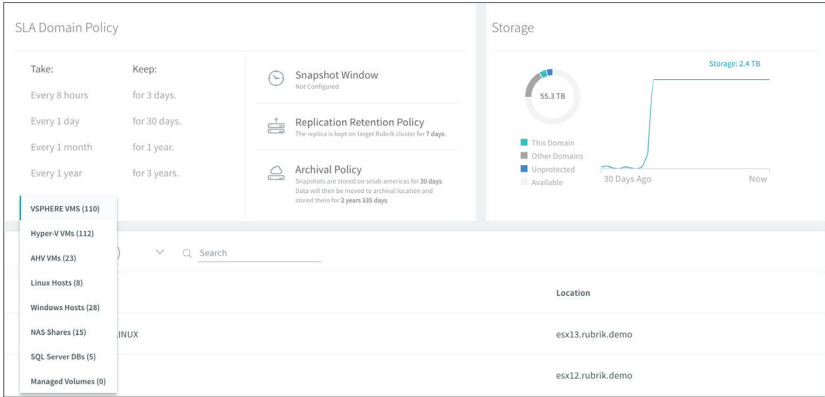 SLA Domain Policy
Take: Keep:
Every 8 hours for 3 days.
Every 1 day for 30 days.
Every 1 month for 1 year.
Every 1 year for 3 years.
Snapshot Window
Not Configured
Replication Retention Policy
The replica is kept on target Rubrik cluster for 7 days.
Archival Policy
Snapshots are stored on selab-americas for 30 days.
Data will then be moved to archival location and
stored there for 2 years 335 days.
Storage
55.3 TB
This Domain
Other Domains
Unprotected
Available
Storage: 2.4 TB
30 Days Ago Now
VSPHERE VMS (110)
Hyper-V VMs (112)
AHV VMs (23)
Linux Hosts (8)
Windows Hosts (28)
NAS Shares (15)
SQL Server DBs (5)
Managed Volumes (0)
)
Search
Location
INUX esx13.rubrik.demo
esx12.rubrik.demo